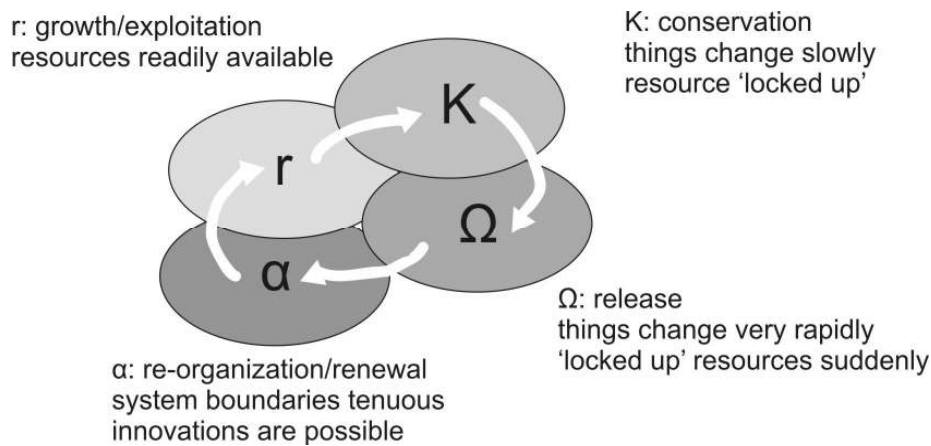 r: growth/exploitation
resources readily available
K: conservation
things change slowly
resource ‘locked up’
K
r
Ω
α
Ω: release
things change very rapidly
‘locked up’ resources suddenly
α: re-organization/renewal
system boundaries tenuous
innovations are possible